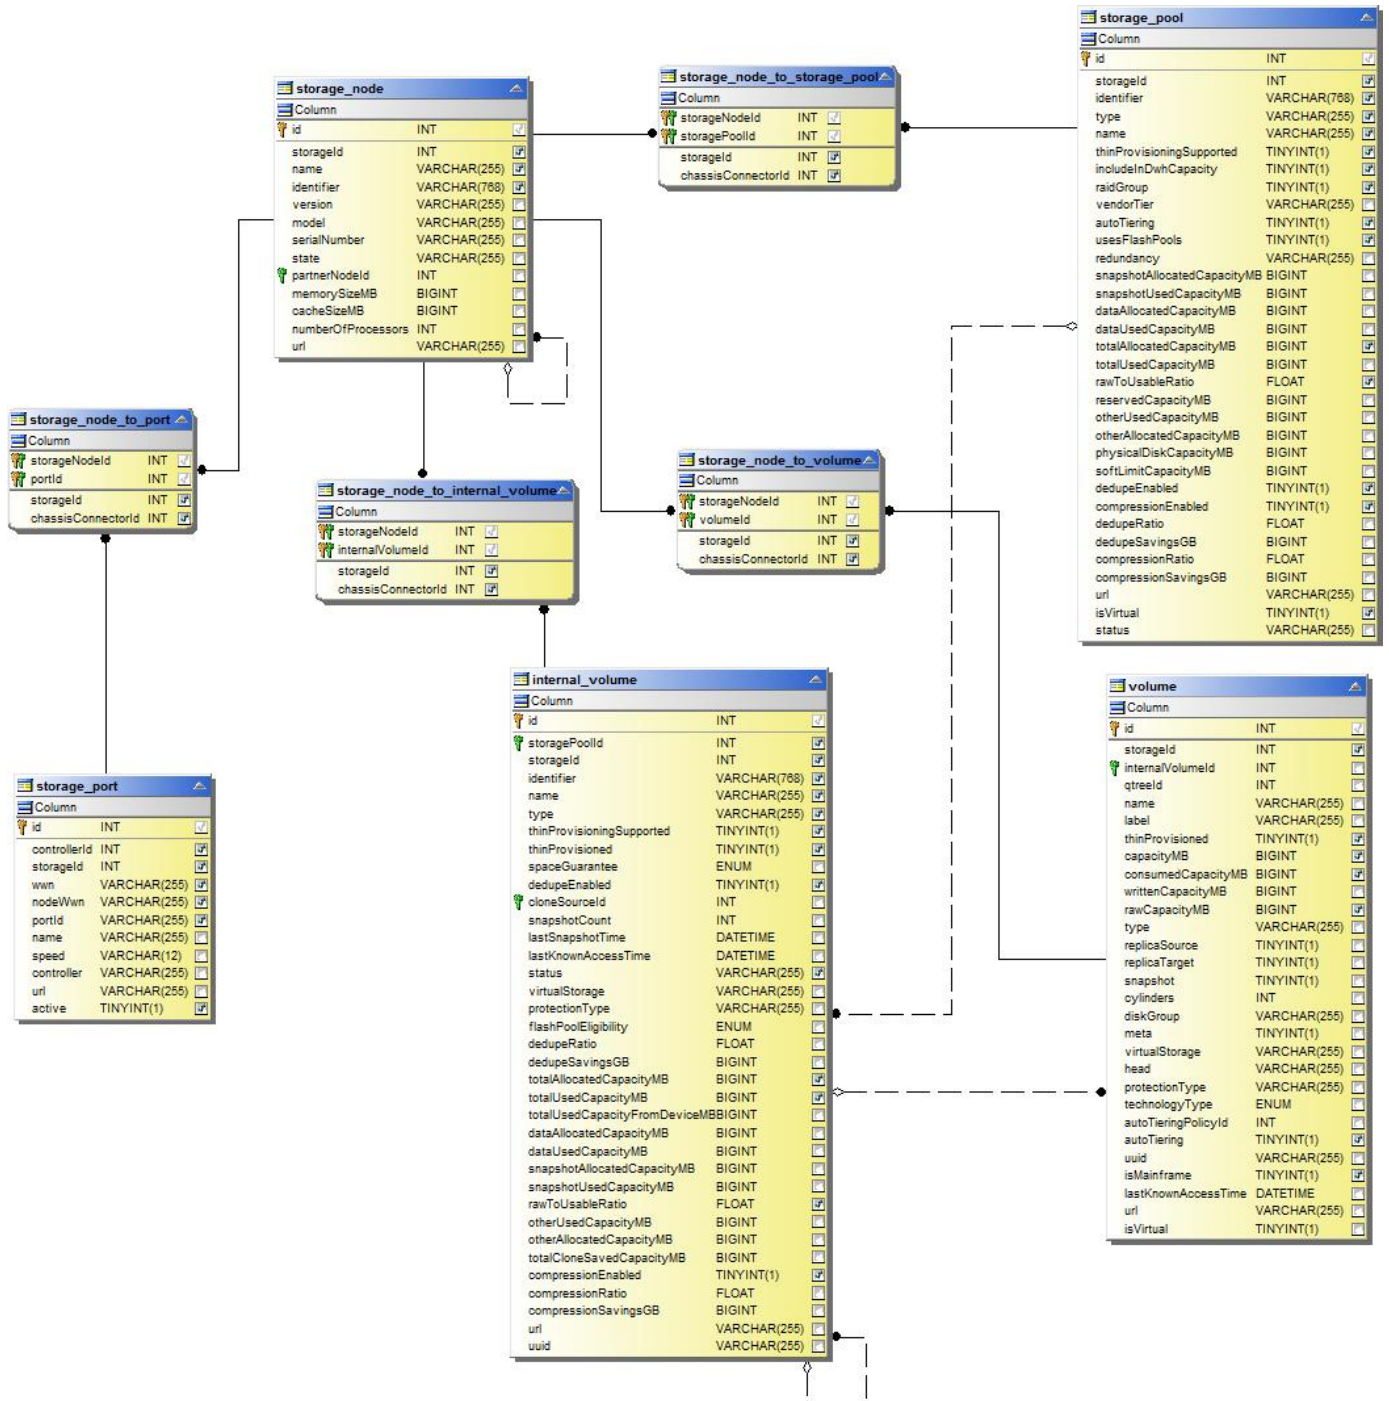 storage_pool
Column
id INT
storageId INT
identifier VARCHAR(768)
type VARCHAR(255)
name VARCHAR(255)
thinProvisioningSupported TINYINT(1)
includeInDwhCapacity TINYINT(1)
raidGroup TINYINT(1)
vendorTier VARCHAR(255)
autoTiering TINYINT(1)
usesFlashPools TINYINT(1)
redundancy VARCHAR(255)
snapshotAllocatedCapacityMB BIGINT
snapshotUsedCapacityMB BIGINT
dataAllocatedCapacityMB BIGINT
dataUsedCapacityMB BIGINT
totalAllocatedCapacityMB BIGINT
totalUsedCapacityMB BIGINT
rawToUsableRatio FLOAT
reservedCapacityMB BIGINT
otherUsedCapacityMB BIGINT
otherAllocatedCapacityMB BIGINT
physicalDiskCapacityMB BIGINT
softLimitCapacityMB BIGINT
dedupeEnabled TINYINT(1)
compressionEnabled TINYINT(1)
dedupeRatio FLOAT
dedupeSavingsGB BIGINT
compressionRatio FLOAT
compressionSavingsGB BIGINT
url VARCHAR(255)
isVirtual TINYINT(1)
status VARCHAR(255)
storage_node_to_storage_pool
Column
storageNodeId INT
storagePoolId INT
storageId INT
chassisConnectorId INT
storage_node
Column
id INT
storageId INT
name VARCHAR(255)
identifier VARCHAR(768)
version VARCHAR(255)
model VARCHAR(255)
serialNumber VARCHAR(255)
state VARCHAR(255)
partnerNodeId INT
memorySizeMB BIGINT
cacheSizeMB BIGINT
numberOfProcessors INT
url VARCHAR(255)
storage_node_to_port
Column
storageNodeId INT
portId INT
storageId INT
chassisConnectorId INT
storage_node_to_internal_volume
Column
storageNodeId INT
internalVolumeId INT
storageId INT
chassisConnectorId INT
storage_node_to_volume
Column
storageNodeId INT
volumeId INT
storageId INT
chassisConnectorId INT
internal_volume
Column
id INT
storagePoolId INT
storageId INT
identifier VARCHAR(768)
name VARCHAR(255)
type VARCHAR(255)
thinProvisioningSupported TINYINT(1)
thinProvisioned TINYINT(1)
spaceGuarantee ENUM
dedupeEnabled TINYINT(1)
cloneSourceId INT
snapshotCount INT
lastSnapshotTime DATETIME
lastKnownAccessTime DATETIME
status VARCHAR(255)
virtualStorage VARCHAR(255)
protectionType VARCHAR(255)
flashPoolEligibility ENUM
dedupeRatio FLOAT
dedupeSavingsGB BIGINT
totalAllocatedCapacityMB BIGINT
totalUsedCapacityMB BIGINT
totalUsedCapacityFromDeviceMB BIGINT
dataAllocatedCapacityMB BIGINT
dataUsedCapacityMB BIGINT
snapshotAllocatedCapacityMB BIGINT
snapshotUsedCapacityMB BIGINT
rawToUsableRatio FLOAT
otherUsedCapacityMB BIGINT
otherAllocatedCapacityMB BIGINT
totalCloneSavedCapacityMB BIGINT
compressionEnabled TINYINT(1)
compressionRatio FLOAT
compressionSavingsGB BIGINT
url VARCHAR(255)
uuid VARCHAR(255)
volume
Column
id INT
storageId INT
internalVolumeId INT
qtreeId INT
name VARCHAR(255)
label VARCHAR(255)
thinProvisioned TINYINT(1)
capacityMB BIGINT
consumedCapacityMB BIGINT
writtenCapacityMB BIGINT
rawCapacityMB BIGINT
type VARCHAR(255)
replicaSource TINYINT(1)
replicaTarget TINYINT(1)
snapshot TINYINT(1)
cylinders INT
diskGroup VARCHAR(255)
meta TINYINT(1)
virtualStorage VARCHAR(255)
head VARCHAR(255)
protectionType VARCHAR(255)
technologyType ENUM
autoTieringPolicyId INT
autoTiering TINYINT(1)
uuid VARCHAR(255)
isMainframe TINYINT(1)
lastKnownAccessTime DATETIME
url VARCHAR(255)
isVirtual TINYINT(1)
storage_port
Column
id INT
controllerId INT
storageId INT
wwn VARCHAR(255)
nodeWwn VARCHAR(255)
portId VARCHAR(255)
name VARCHAR(255)
speed VARCHAR(12)
controller VARCHAR(255)
url VARCHAR(255)
active TINYINT(1)